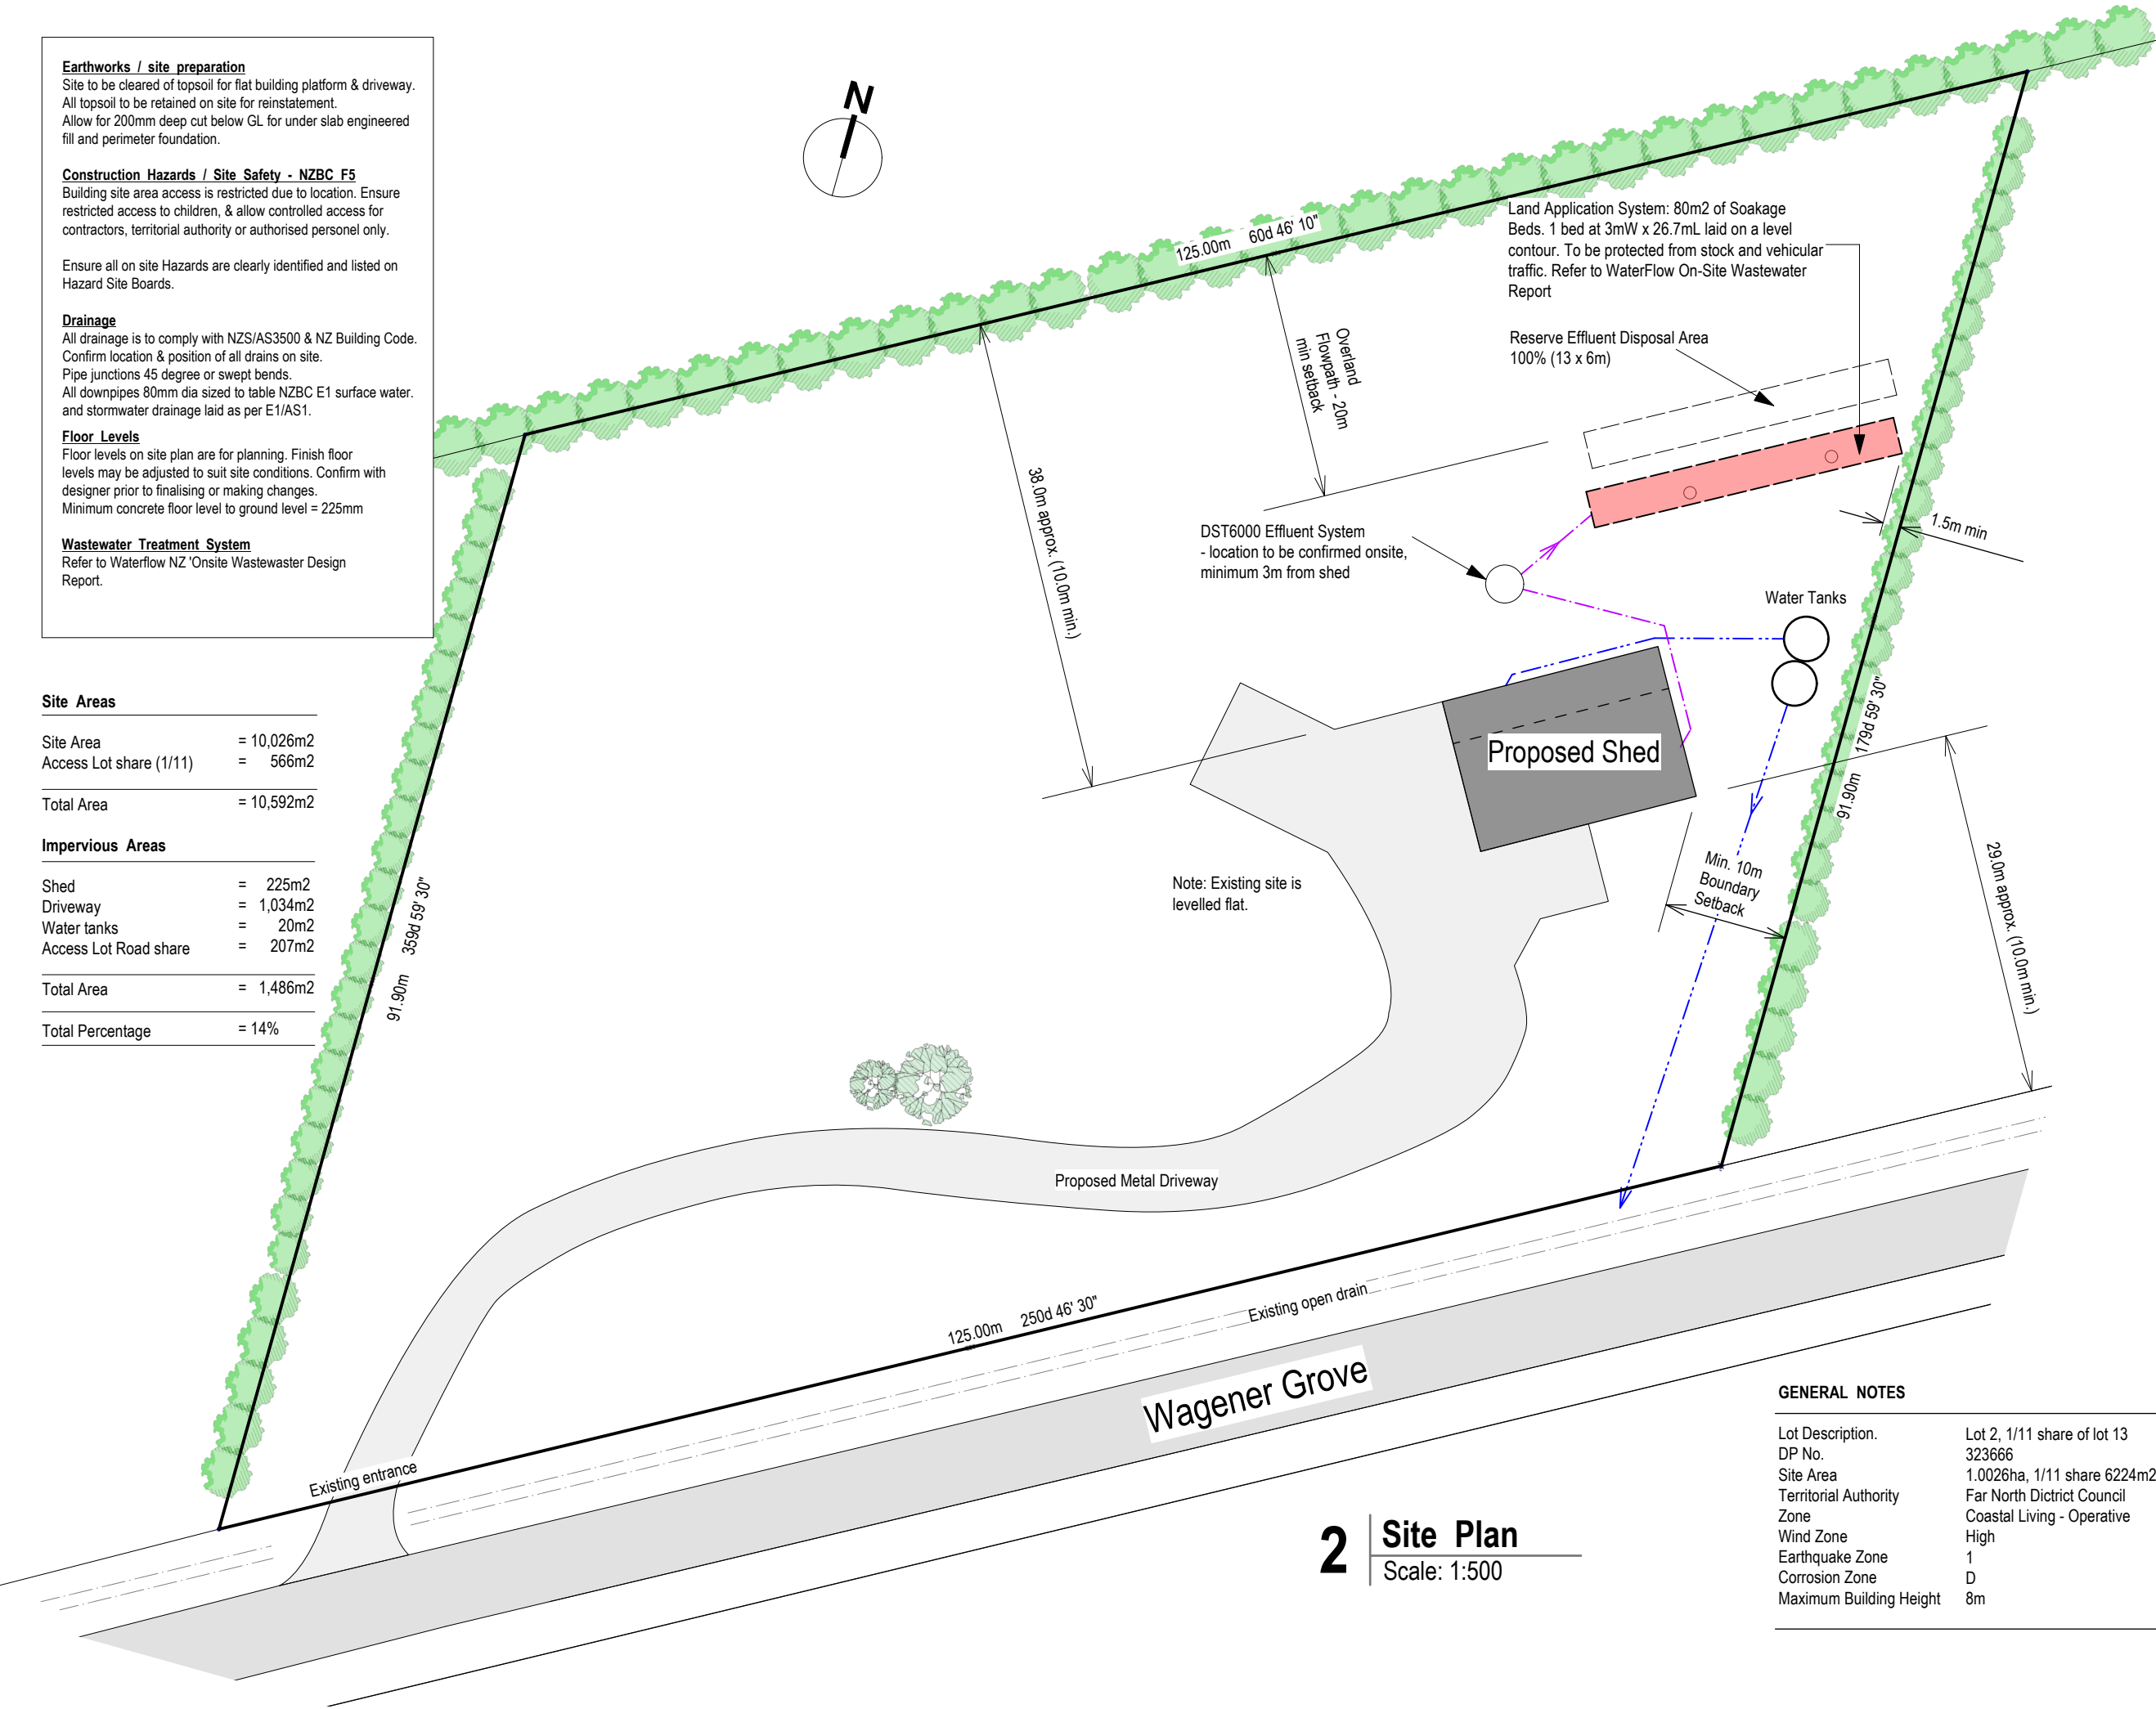 Earthworks / site preparation
Site to be cleared of topsoil for flat building platform & driveway.
All topsoil to be retained on site for reinstatement.
Allow for 200mm deep cut below GL for under slab engineered
fill and perimeter foundation.
Construction Hazards / Site Safety - NZBC F5
Building site area access is restricted due to location. Ensure
restricted access to children, & allow controlled access for
contractors, territorial authority or authorised personel only.
Ensure all on site Hazards are clearly identified and listed on
Hazard Site Boards.
Drainage
All drainage is to comply with NZS/AS3500 & NZ Building Code.
Confirm location & position of all drains on site.
Pipe junctions 45 degree or swept bends.
All downpipes 80mm dia sized to table NZBC E1 surface water.
and stormwater drainage laid as per E1/AS1.
Floor Levels
Floor levels on site plan are for planning. Finish floor
levels may be adjusted to suit site conditions. Confirm with
designer prior to finalising or making changes.
Minimum concrete floor level to ground level = 225mm
Wastewater Treatment System
Refer to Waterflow NZ 'Onsite Wastewaster Design
Report.
Site Areas
Site Area = 10,026m2
Access Lot share (1/11) = 566m2
Total Area = 10,592m2
Impervious Areas
Shed = 225m2
Driveway = 1,034m2
Water tanks = 20m2
Access Lot Road share = 207m2
Total Area = 1,486m2
Total Percentage = 14%
N
125.00m 60d 46' 10"
Land Application System: 80m2 of Soakage
Beds. 1 bed at 3mW x 26.7mL laid on a level
contour. To be protected from stock and vehicular
traffic. Refer to WaterFlow On-Site Wastewater
Report
Reserve Effluent Disposal Area
100% (13 x 6m)
Overland
Flowpath - 20m
min setback
38.0m approx. (10.0m min.)
DST6000 Effluent System
- location to be confirmed onsite,
minimum 3m from shed
1.5m min
Water Tanks
91.90m 179d 59' 30"
Proposed Shed
Min. 10m
Boundary
Setback
29.0m approx. (10.0m min.)
Note: Existing site is
levelled flat.
91.90m 359d 59' 30"
Proposed Metal Driveway
125.00m 250d 46' 30"
Existing open drain
Existing entrance
Wagener Grove
2
Site Plan
Scale: 1:500
GENERAL NOTES
Lot Description. Lot 2, 1/11 share of lot 13
DP No. 323666
Site Area 1.0026ha, 1/11 share 6224m2
Territorial Authority Far North Dictrict Council
Zone Coastal Living - Operative
Wind Zone High
Earthquake Zone 1
Corrosion Zone D
Maximum Building Height 8m